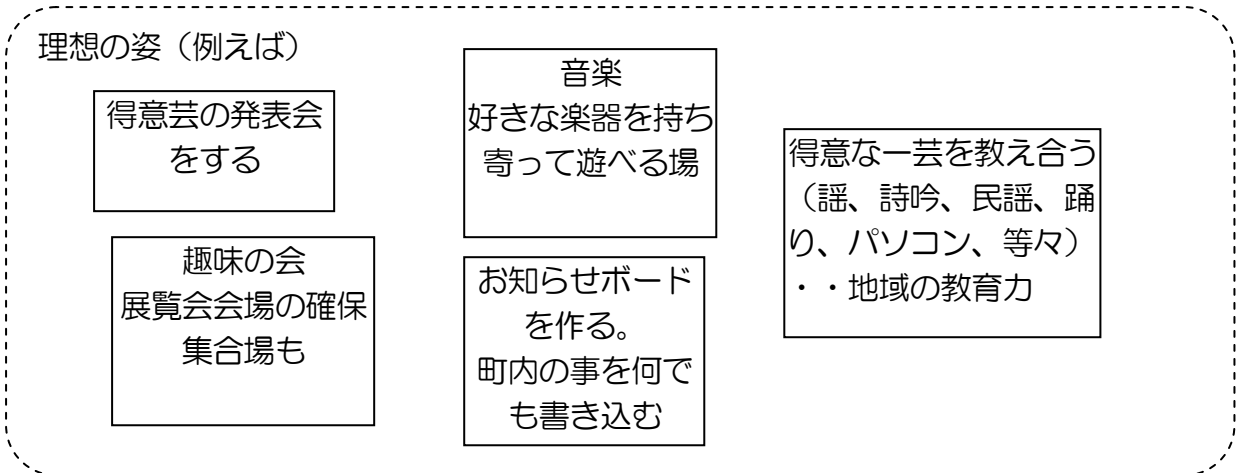 理想の姿（例えば）
得意芸の発表会
をする
趣味の会
展覧会会場の確保
集合場も
音楽
好きな楽器を持ち
寄って遊べる場
お知らせボード
を作る。
町内の事を何で
も書き込む
得意な一芸を教え合う
（謡、詩吟、民謡、踊
り、パソコン、等々）
・・地域の教育力